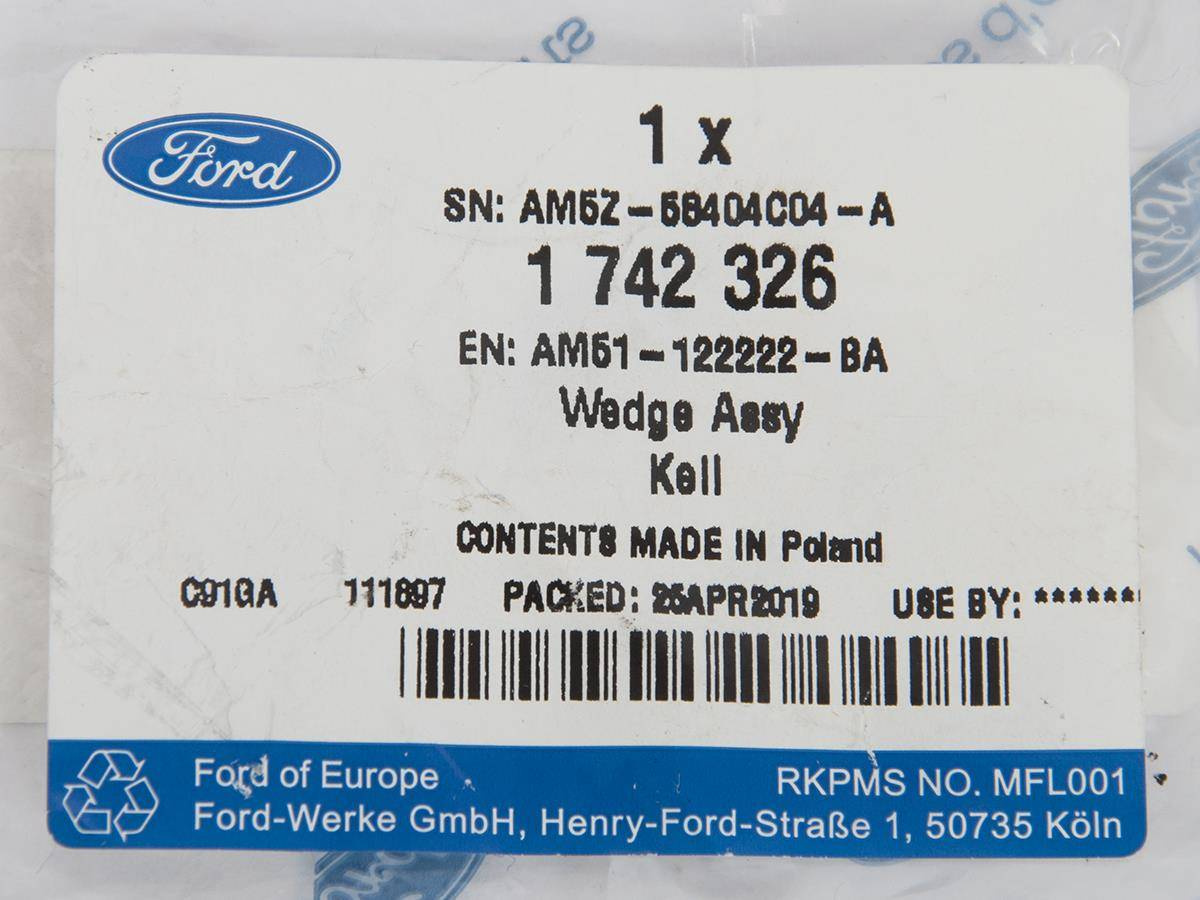 Ford
1 x
SN: AM5Z-58404C04-A
1 742 326
EN: AM51-122222-BA
Wedge Assy
Keil
CONTENTS MADE IN Poland
C91GA 111897 PACKED: 25APR2019 USE BY: ******
Ford of Europe RKPMS NO. MFL001
Ford-Werke GmbH, Henry-Ford-Straße 1, 50735 Köln